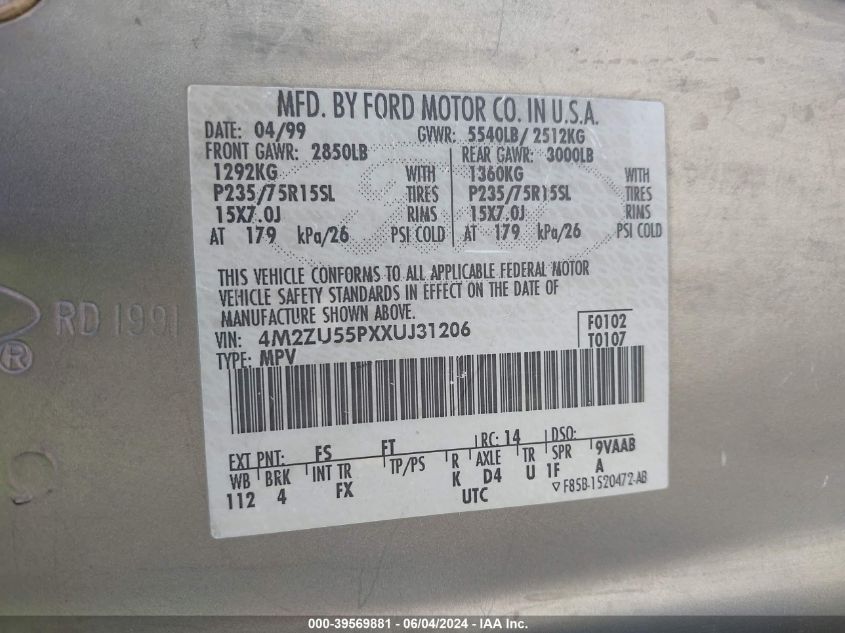 MFD. BY FORD MOTOR CO. IN U.S.A.
DATE: 04/99 GVWR: 5540LB/ 2512KG
FRONT GAWR: 2850LB REAR GAWR: 3000LB
1292KG WITH 1360KG WITH
P235/75R15SL TIRES P235/75R15SL TIRES
15X7.0J RIMS 15X7.0J RIMS
AT 179 kPa/26 PSI COLD AT 179 kPa/26 PSI COLD
THIS VEHICLE CONFORMS TO ALL APPLICABLE FEDERAL MOTOR
VEHICLE SAFETY STANDARDS IN EFFECT ON THE DATE OF
MANUFACTURE SHOWN ABOVE.
VIN: 4M2ZU55PXXUJ31206 F0102
TYPE: MPV T0107
EXT PNT: FS FT RC: 14 DSO:
WB BRK INT TR TP/PS R AXLE TR SPR 9VAAB
112 4 FX K D4 U 1F A
UTC F85B-1520472-AB
RD 1991
®
000-39569881 - 06/04/2024 - IAA Inc.